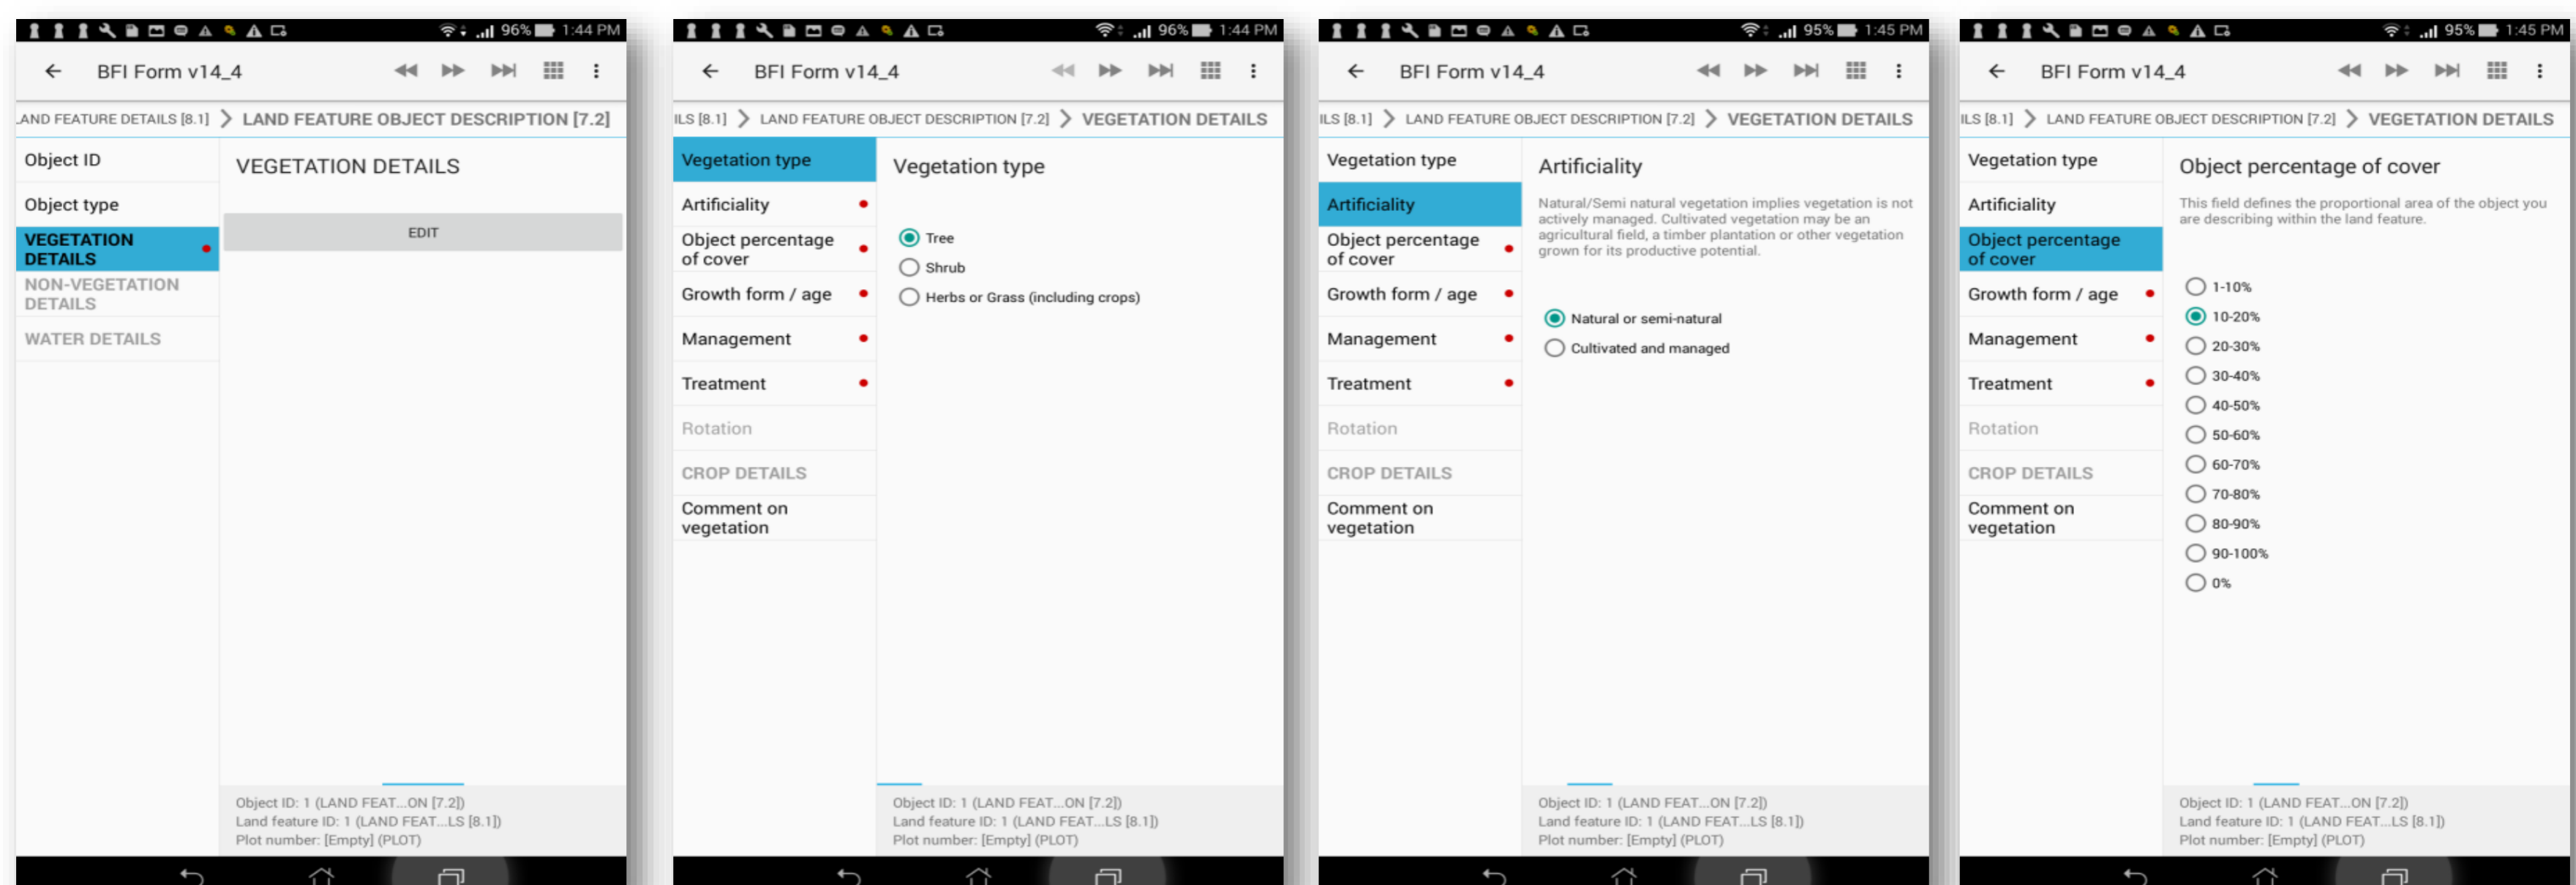 96% 1:44 PM
BFI Form v14_4
AND FEATURE DETAILS [8.1] LAND FEATURE OBJECT DESCRIPTION [7.2]
Object ID
Object type
VEGETATION
DETAILS
NON-VEGETATION
DETAILS
WATER DETAILS
VEGETATION DETAILS
EDIT
Object ID: 1 (LAND FEAT...ON [7.2])
Land feature ID: 1 (LAND FEAT...LS [8.1])
Plot number: [Empty] (PLOT)
96% 1:44 PM
BFI Form v14_4
ILS [8.1] LAND FEATURE OBJECT DESCRIPTION [7.2] VEGETATION DETAILS
Vegetation type
Artificiality
Object percentage
of cover
Growth form / age
Management
Treatment
Rotation
CROP DETAILS
Comment on
vegetation
Vegetation type
Tree
Shrub
Herbs or Grass (including crops)
Object ID: 1 (LAND FEAT...ON [7.2])
Land feature ID: 1 (LAND FEAT...LS [8.1])
Plot number: [Empty] (PLOT)
95% 1:45 PM
BFI Form v14_4
ILS [8.1] LAND FEATURE OBJECT DESCRIPTION [7.2] VEGETATION DETAILS
Vegetation type
Artificiality
Object percentage
of cover
Growth form / age
Management
Treatment
Rotation
CROP DETAILS
Comment on
vegetation
Artificiality
Natural/Semi natural vegetation implies vegetation is not
actively managed. Cultivated vegetation may be an
agricultural field, a timber plantation or other vegetation
grown for its productive potential.
Natural or semi-natural
Cultivated and managed
Object ID: 1 (LAND FEAT...ON [7.2])
Land feature ID: 1 (LAND FEAT...LS [8.1])
Plot number: [Empty] (PLOT)
95% 1:45 PM
BFI Form v14_4
ILS [8.1] LAND FEATURE OBJECT DESCRIPTION [7.2] VEGETATION DETAILS
Vegetation type
Artificiality
Object percentage
of cover
Growth form / age
Management
Treatment
Rotation
CROP DETAILS
Comment on
vegetation
Object percentage of cover
This field defines the proportional area of the object you
are describing within the land feature.
1-10%
10-20%
20-30%
30-40%
40-50%
50-60%
60-70%
70-80%
80-90%
90-100%
0%
Object ID: 1 (LAND FEAT...ON [7.2])
Land feature ID: 1 (LAND FEAT...LS [8.1])
Plot number: [Empty] (PLOT)